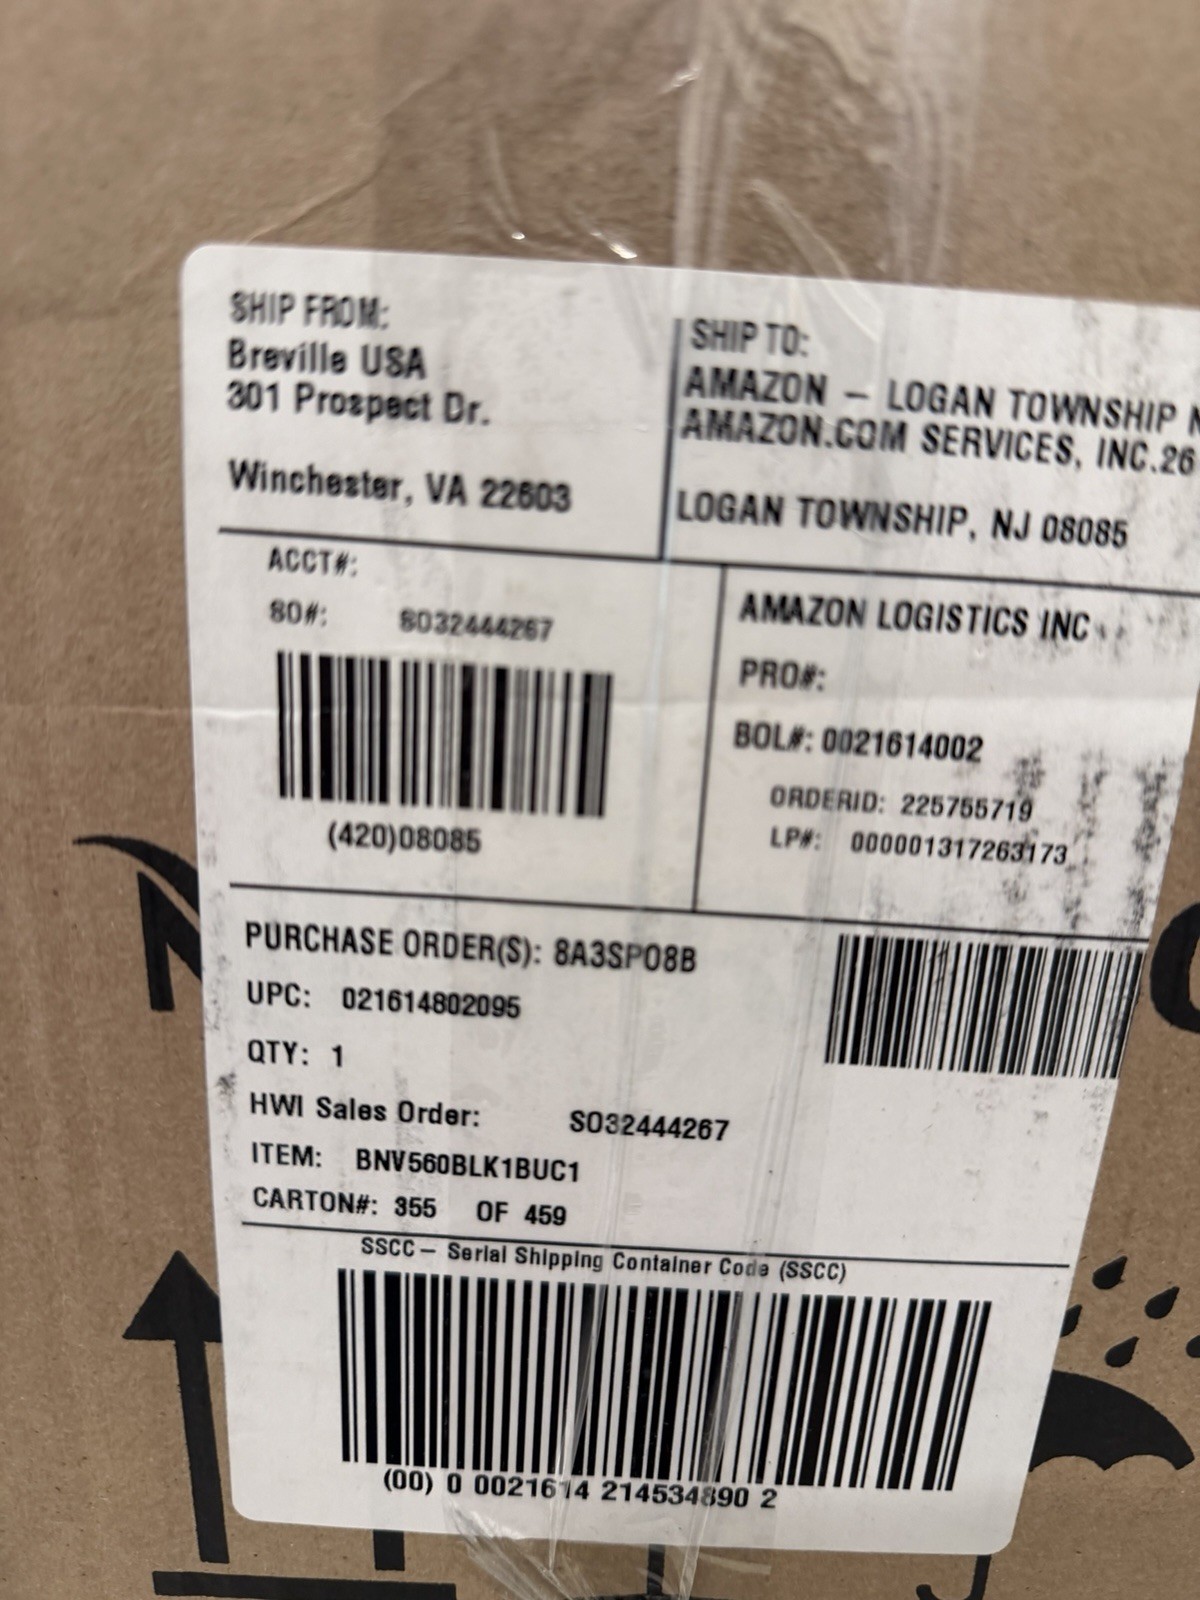 SHIP FROM:
Breville USA
301 Prospect Dr.
Winchester, VA 22603
SHIP TO:
AMAZON – LOGAN TOWNSHIP N
AMAZON.COM SERVICES, INC.26
LOGAN TOWNSHIP, NJ 08085
ACCT#:
SO#: SO32444267
(420)08085
AMAZON LOGISTICS INC
PRO#:
BOL#: 0021614002
ORDERID: 225755719
LP#: 000001317263173
PURCHASE ORDER(S): 8A3SPO8B
UPC: 021614802095
QTY: 1
HWI Sales Order: SO32444267
ITEM: BNV560BLK1BUC1
CARTON#: 355 OF 459
SSCC – Serial Shipping Container Code (SSCC)
(00) 0 0021614 214534890 2